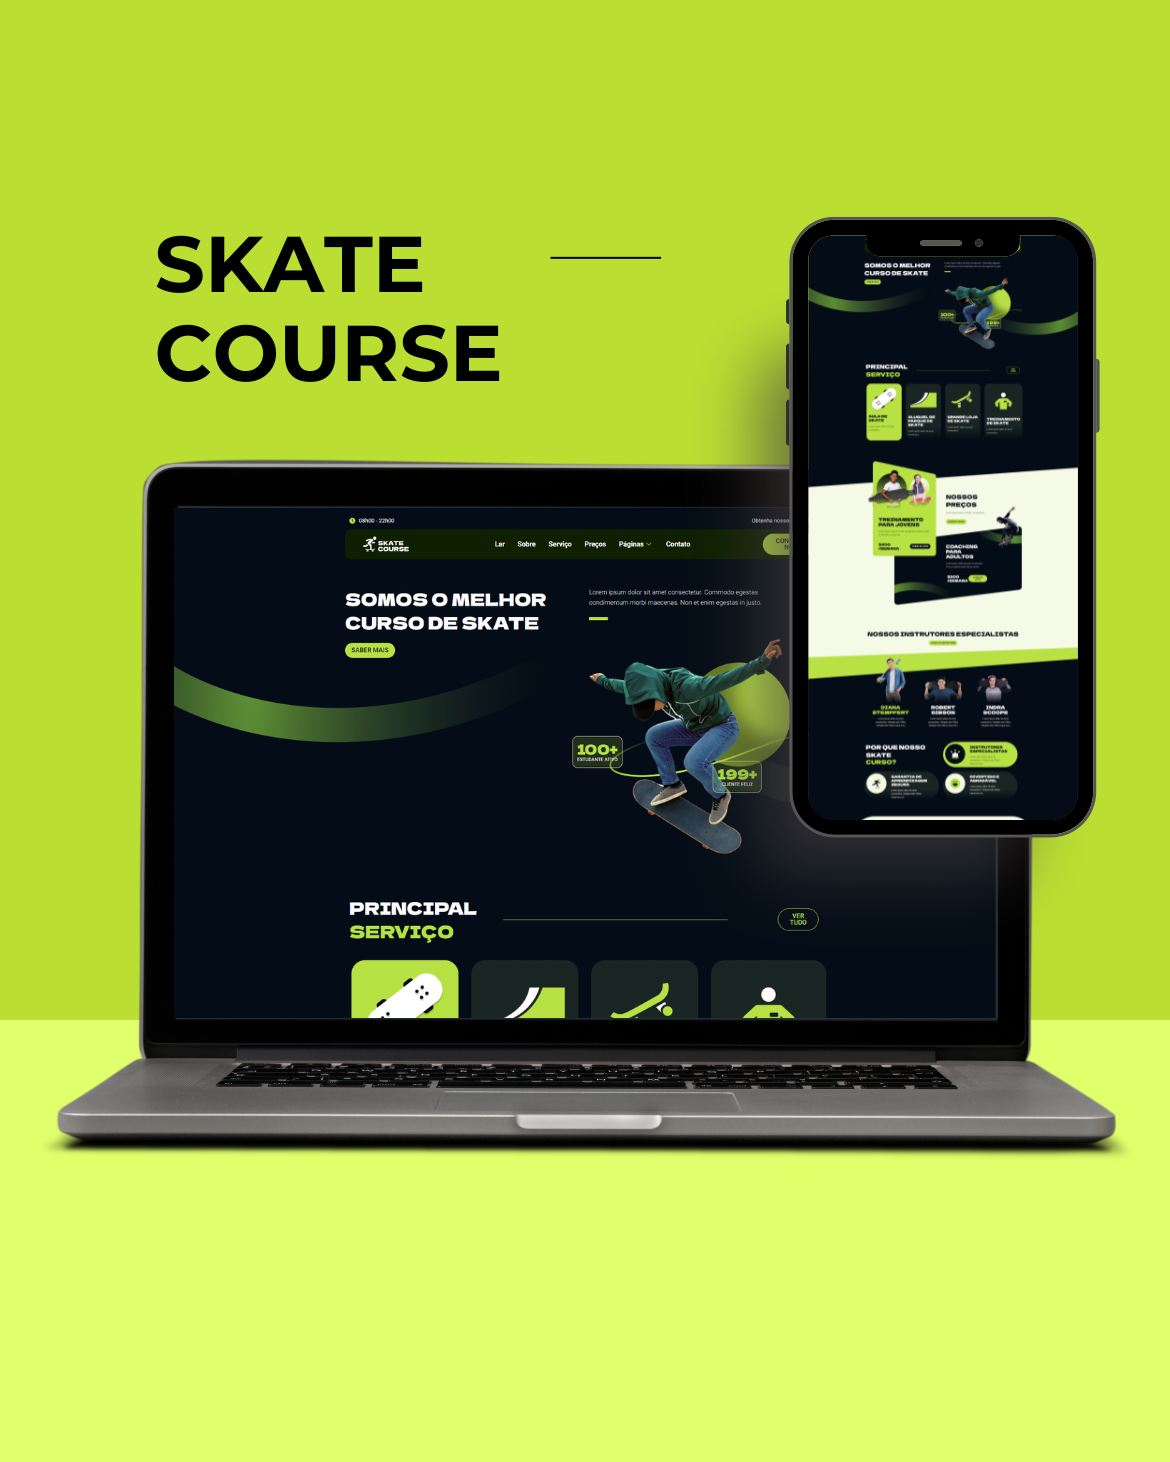 SKATE
COURSE
08h00 - 22h00
Obtenha nosso
SKATE
COURSE
Lar Sobre Serviço Preços Páginas Contato
CON
SOMOS O MELHOR
CURSO DE SKATE
SABER MAIS
Lorem ipsum dolor sit amet consectetur. Commodo egestas
condimentum morbi maecenas. Non et enim egestas in justo.
100+
ESTUDANTE ATIVO
199+
CLIENTE FELIZ
PRINCIPAL
SERVIÇO
VER
TUDO
SOMOS O MELHOR
CURSO DE SKATE
100+
199+
PRINCIPAL
SERVIÇO
AULA DE
SKATE
ALUGUEL DE
PARQUE DE
SKATE
GRANDE LOJA
DE SKATE
TREINAMENTO
DE SKATE
NOSSOS
PREÇOS
TREINAMENTO
PARA JOVENS
COACHING
PARA
ADULTOS
NOSSOS INSTRUTORES ESPECIALISTAS
DIANA
STEMPFERT
ROBERT
GIBSON
INDRA
SCOOPE
POR QUE NOSSO
SKATE
CURSO?
INSTRUTORES
ESPECIALISTAS
GARANTIA DE
APRENDIZAGEM
SEGURA
DIVERTIDO E
AMIGÁVEL